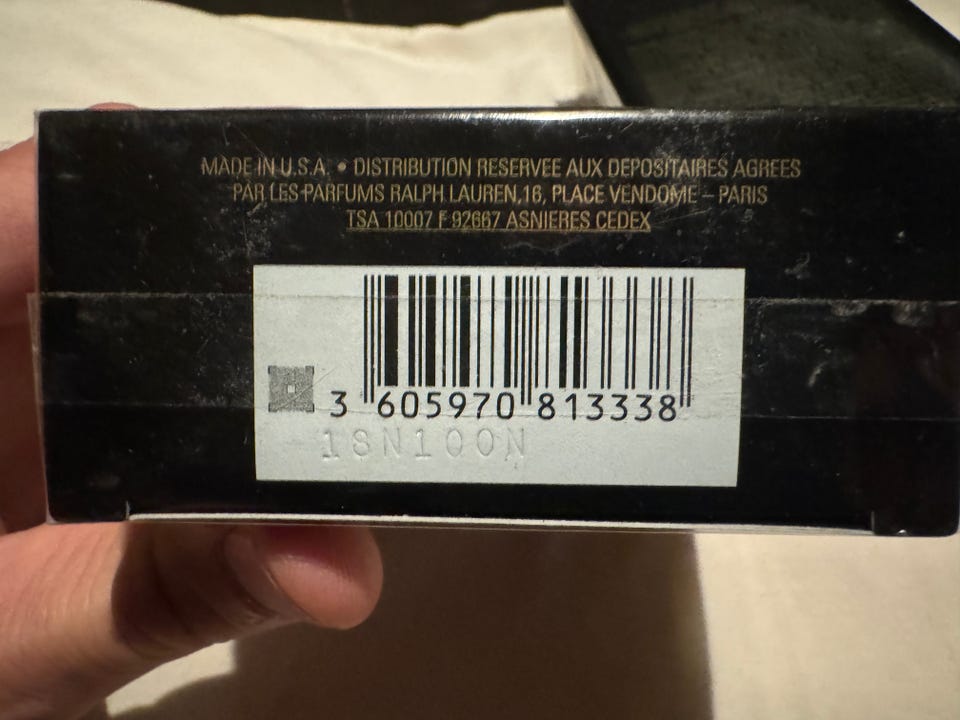 MADE IN U.S.A. • DISTRIBUTION RESERVEE AUX DEPOSITAIRES AGREES
PAR LES PARFUMS RALPH LAUREN,16, PLACE VENDOME – PARIS
TSA 10007 F 92667 ASNIERES CEDEX
3 605970 813338
18N100N